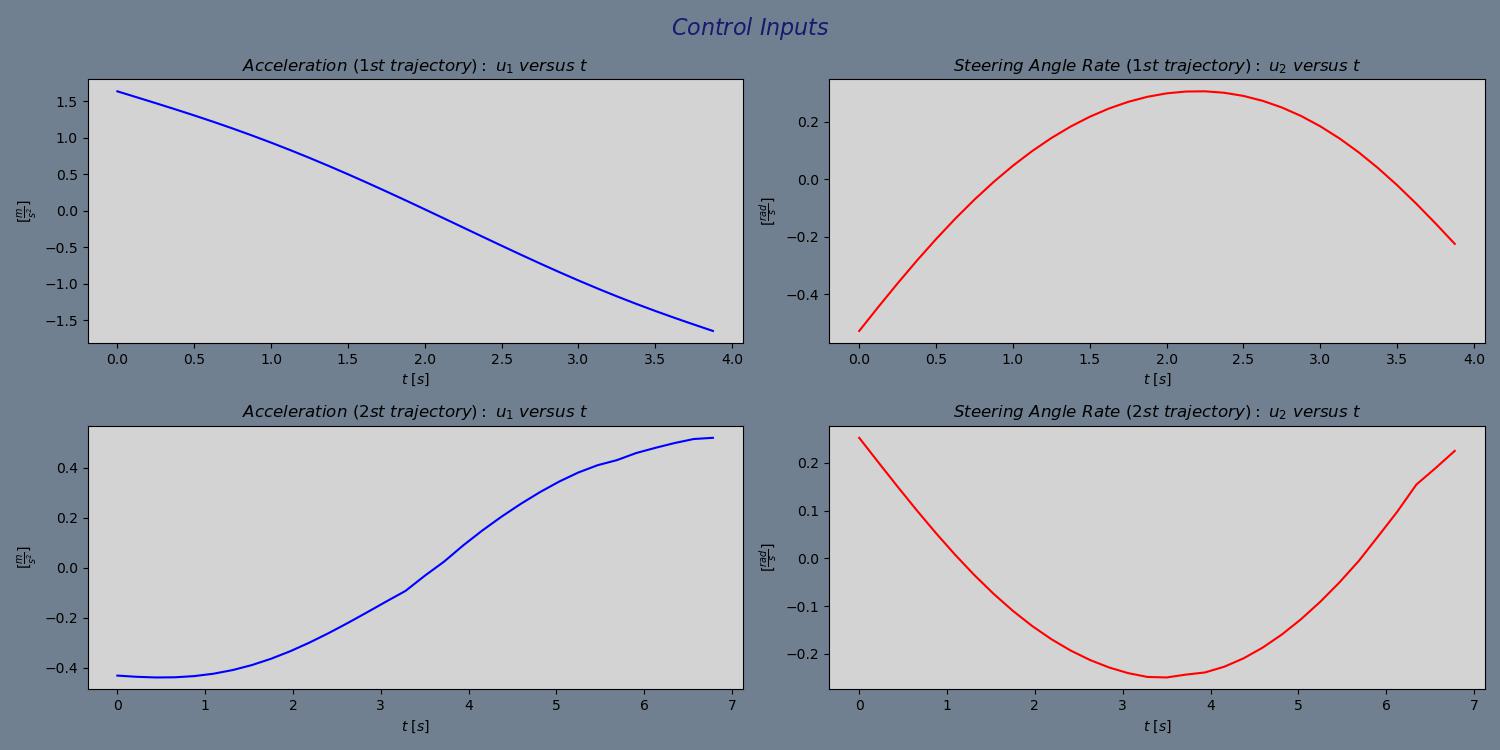 Control Inputs
Acceleration (1st trajectory) : u₁ versus t
1.5
1.0
0.5
0.0
−0.5
−1.0
−1.5
[m/s²]
0.0 0.5 1.0 1.5 2.0 2.5 3.0 3.5 4.0
t [s]
Steering Angle Rate (1st trajectory) : u₂ versus t
0.2
0.0
−0.2
−0.4
[rad/s]
0.0 0.5 1.0 1.5 2.0 2.5 3.0 3.5 4.0
t [s]
Acceleration (2st trajectory) : u₁ versus t
0.4
0.2
0.0
−0.2
−0.4
[m/s²]
0 1 2 3 4 5 6 7
t [s]
Steering Angle Rate (2st trajectory) : u₂ versus t
0.2
0.1
0.0
−0.1
−0.2
[rad/s]
0 1 2 3 4 5 6 7
t [s]